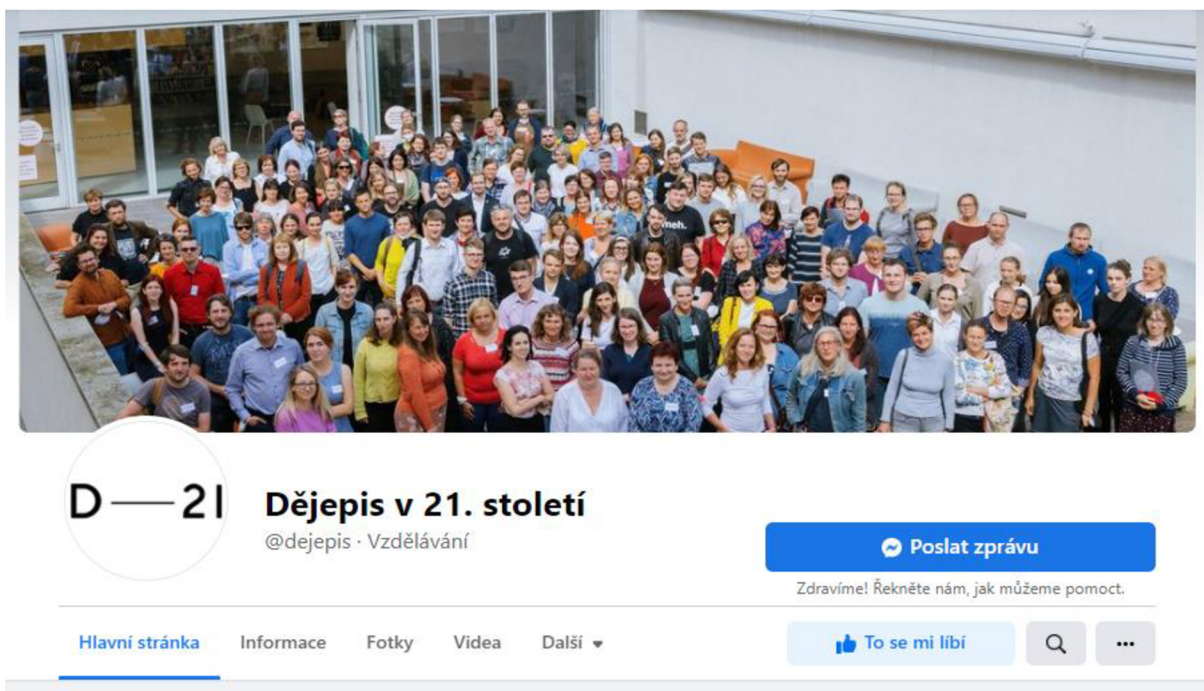 meh.
D—21
Dějepis v 21. století
@dejepis · Vzdělávání
Poslat zprávu
Zdravíme! Řekněte nám, jak můžeme pomoct.
Hlavní stránka
Informace
Fotky
Videa
Další
To se mi líbí